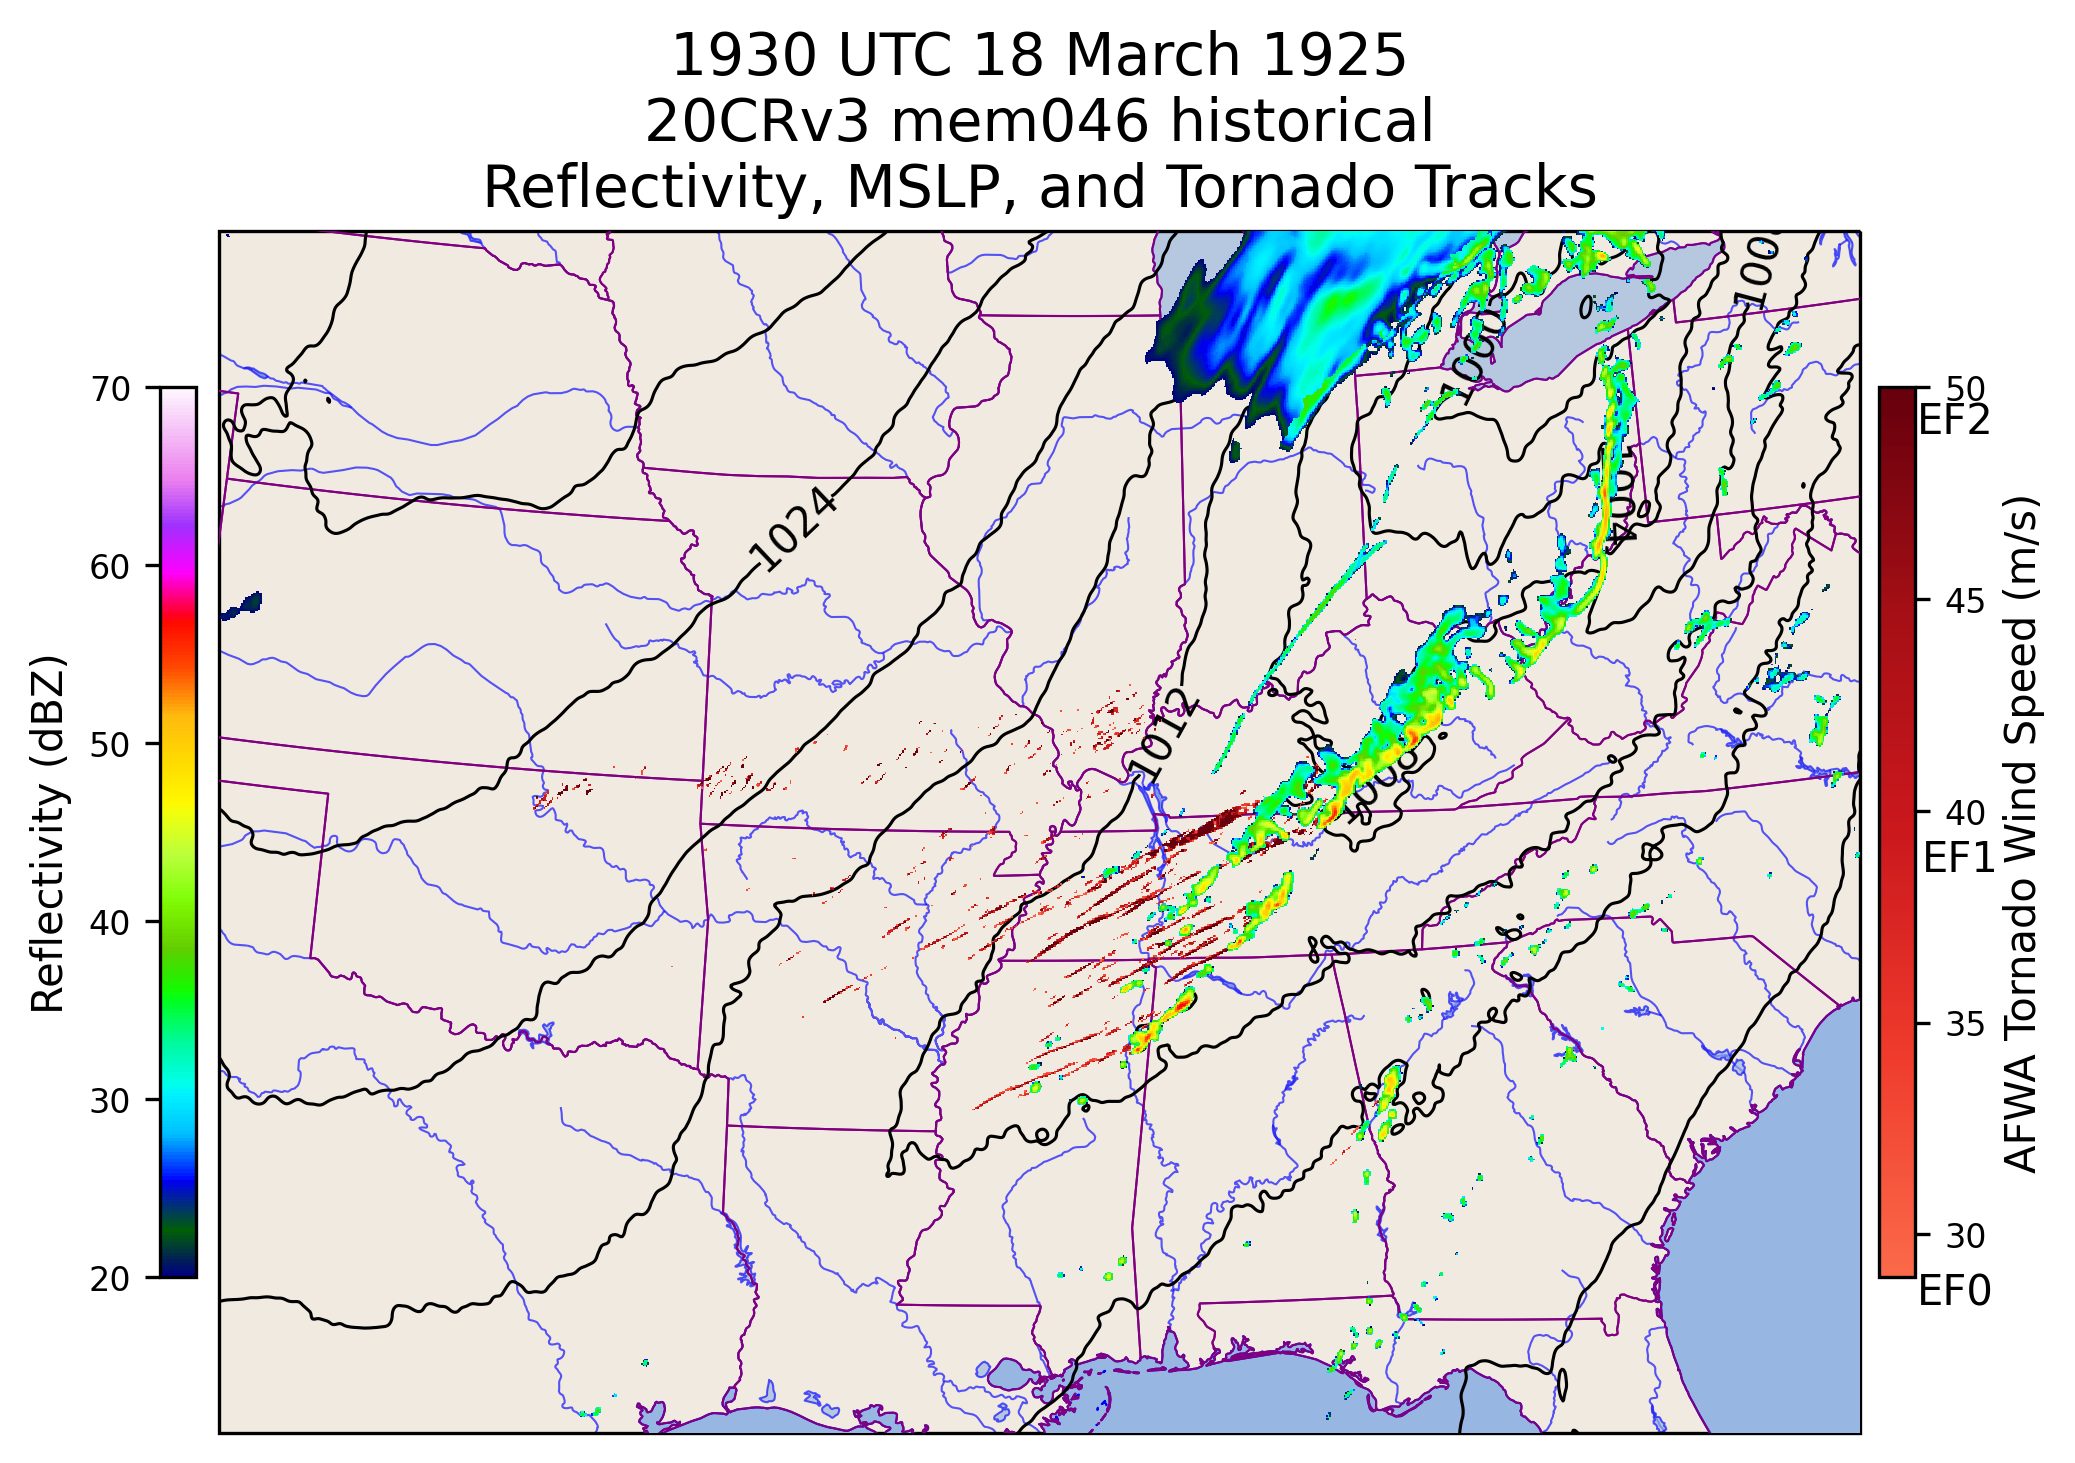 1930 UTC 18 March 1925
20CRv3 mem046 historical
Reflectivity, MSLP, and Tornado Tracks
Reflectivity (dBZ)
70
60
50
40
30
20
1024
1012
1000
1004
1008
50
EF2
45
40
EF1
35
30
EF0
AFWA Tornado Wind Speed (m/s)